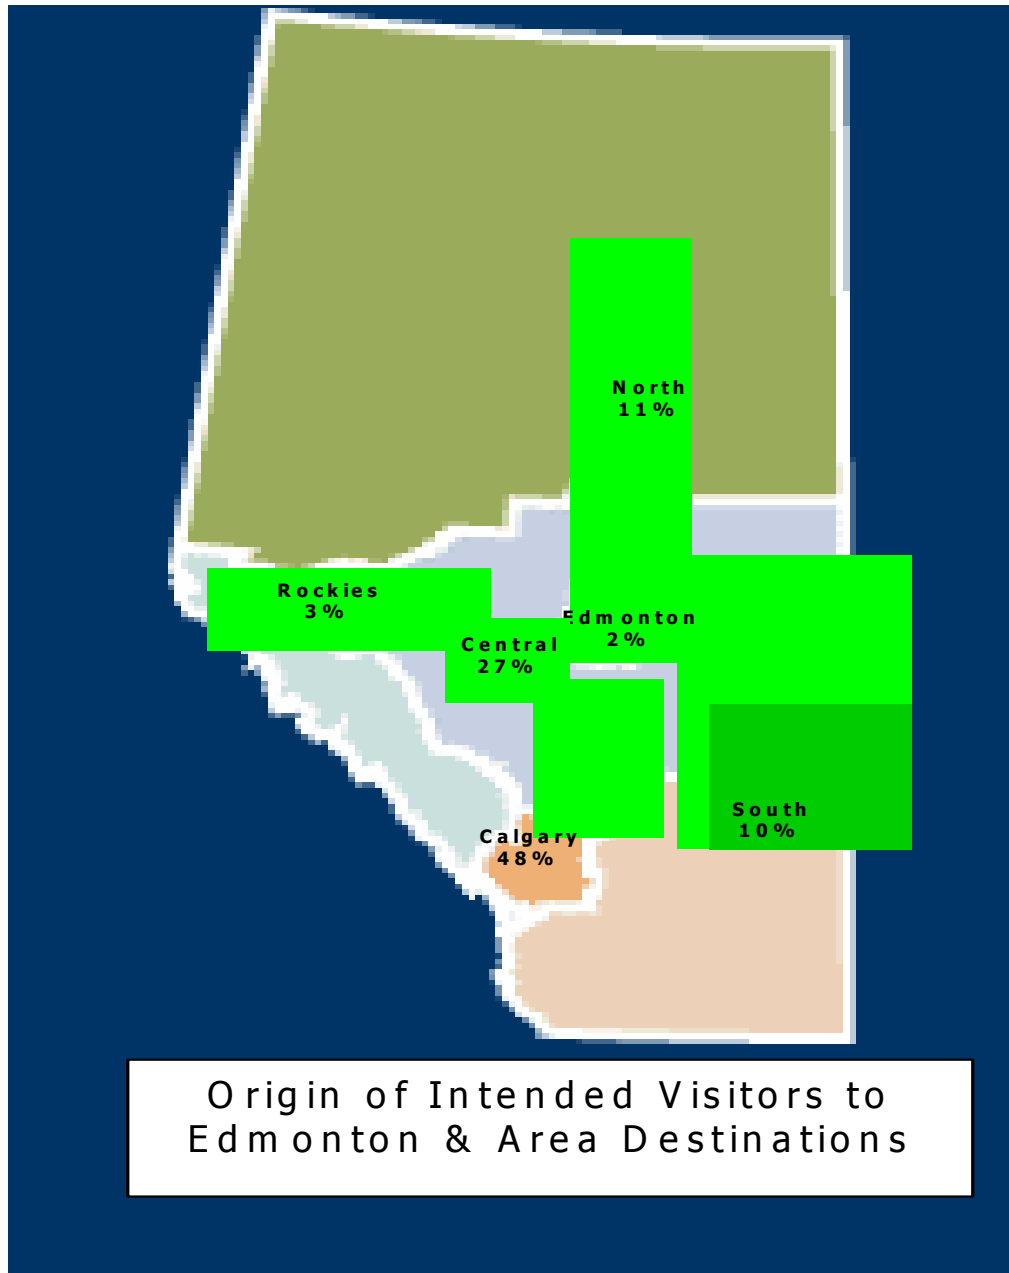 North
11%
Rockies
3%
Edmonton
2%
Central
27%
South
10%
Calgary
48%
Origin of Intended Visitors to
Edmonton & Area Destinations